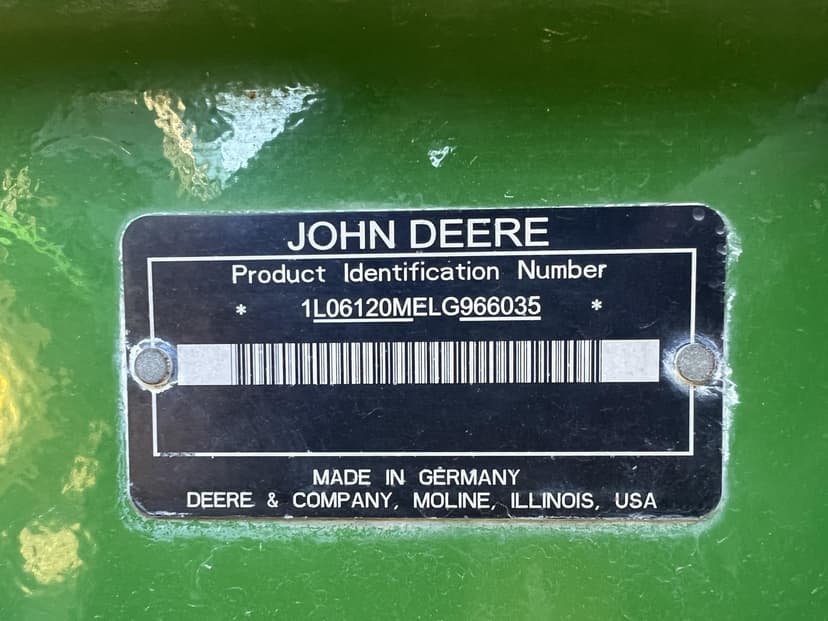 JOHN DEERE
Product Identification Number
* 1L06120MELG966035 *
MADE IN GERMANY
DEERE & COMPANY, MOLINE, ILLINOIS, USA